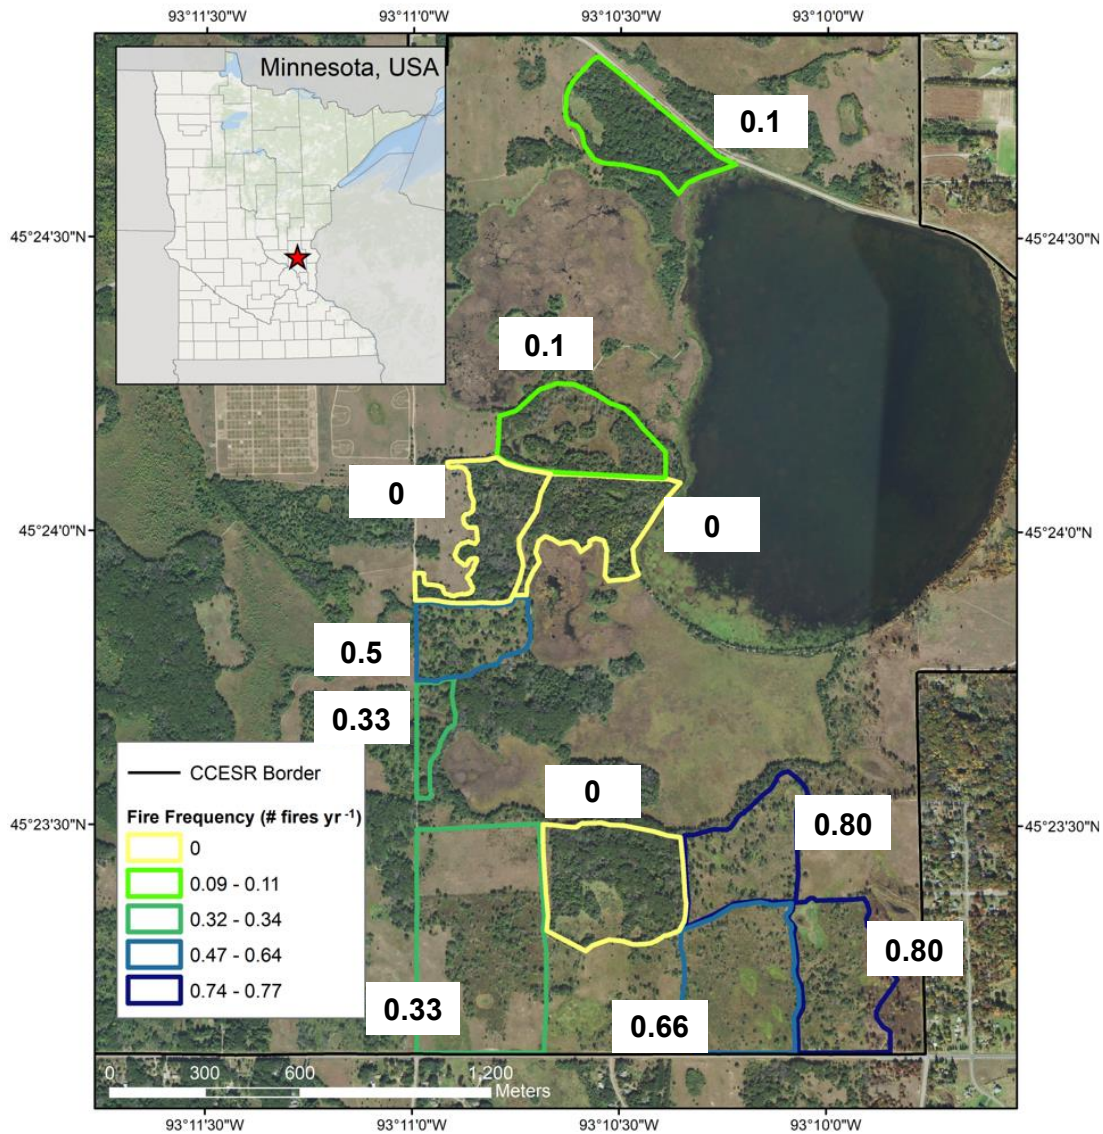 93°11'30"W 93°11'0"W 93°10'30"W 93°10'0"W
Minnesota, USA
0.1
45°24'30"N 45°24'30"N
0.1
0
0
45°24'0"N 45°24'0"N
0.5
0.33
CCESR Border
Fire Frequency (# fires yr -1)
0
0.09 - 0.11
0.32 - 0.34
0.47 - 0.64
0.74 - 0.77
0
0.80
45°23'30"N 45°23'30"N
0.80
0.33
0.66
0 300 600 1,200
Meters
93°11'30"W 93°11'0"W 93°10'30"W 93°10'0"W